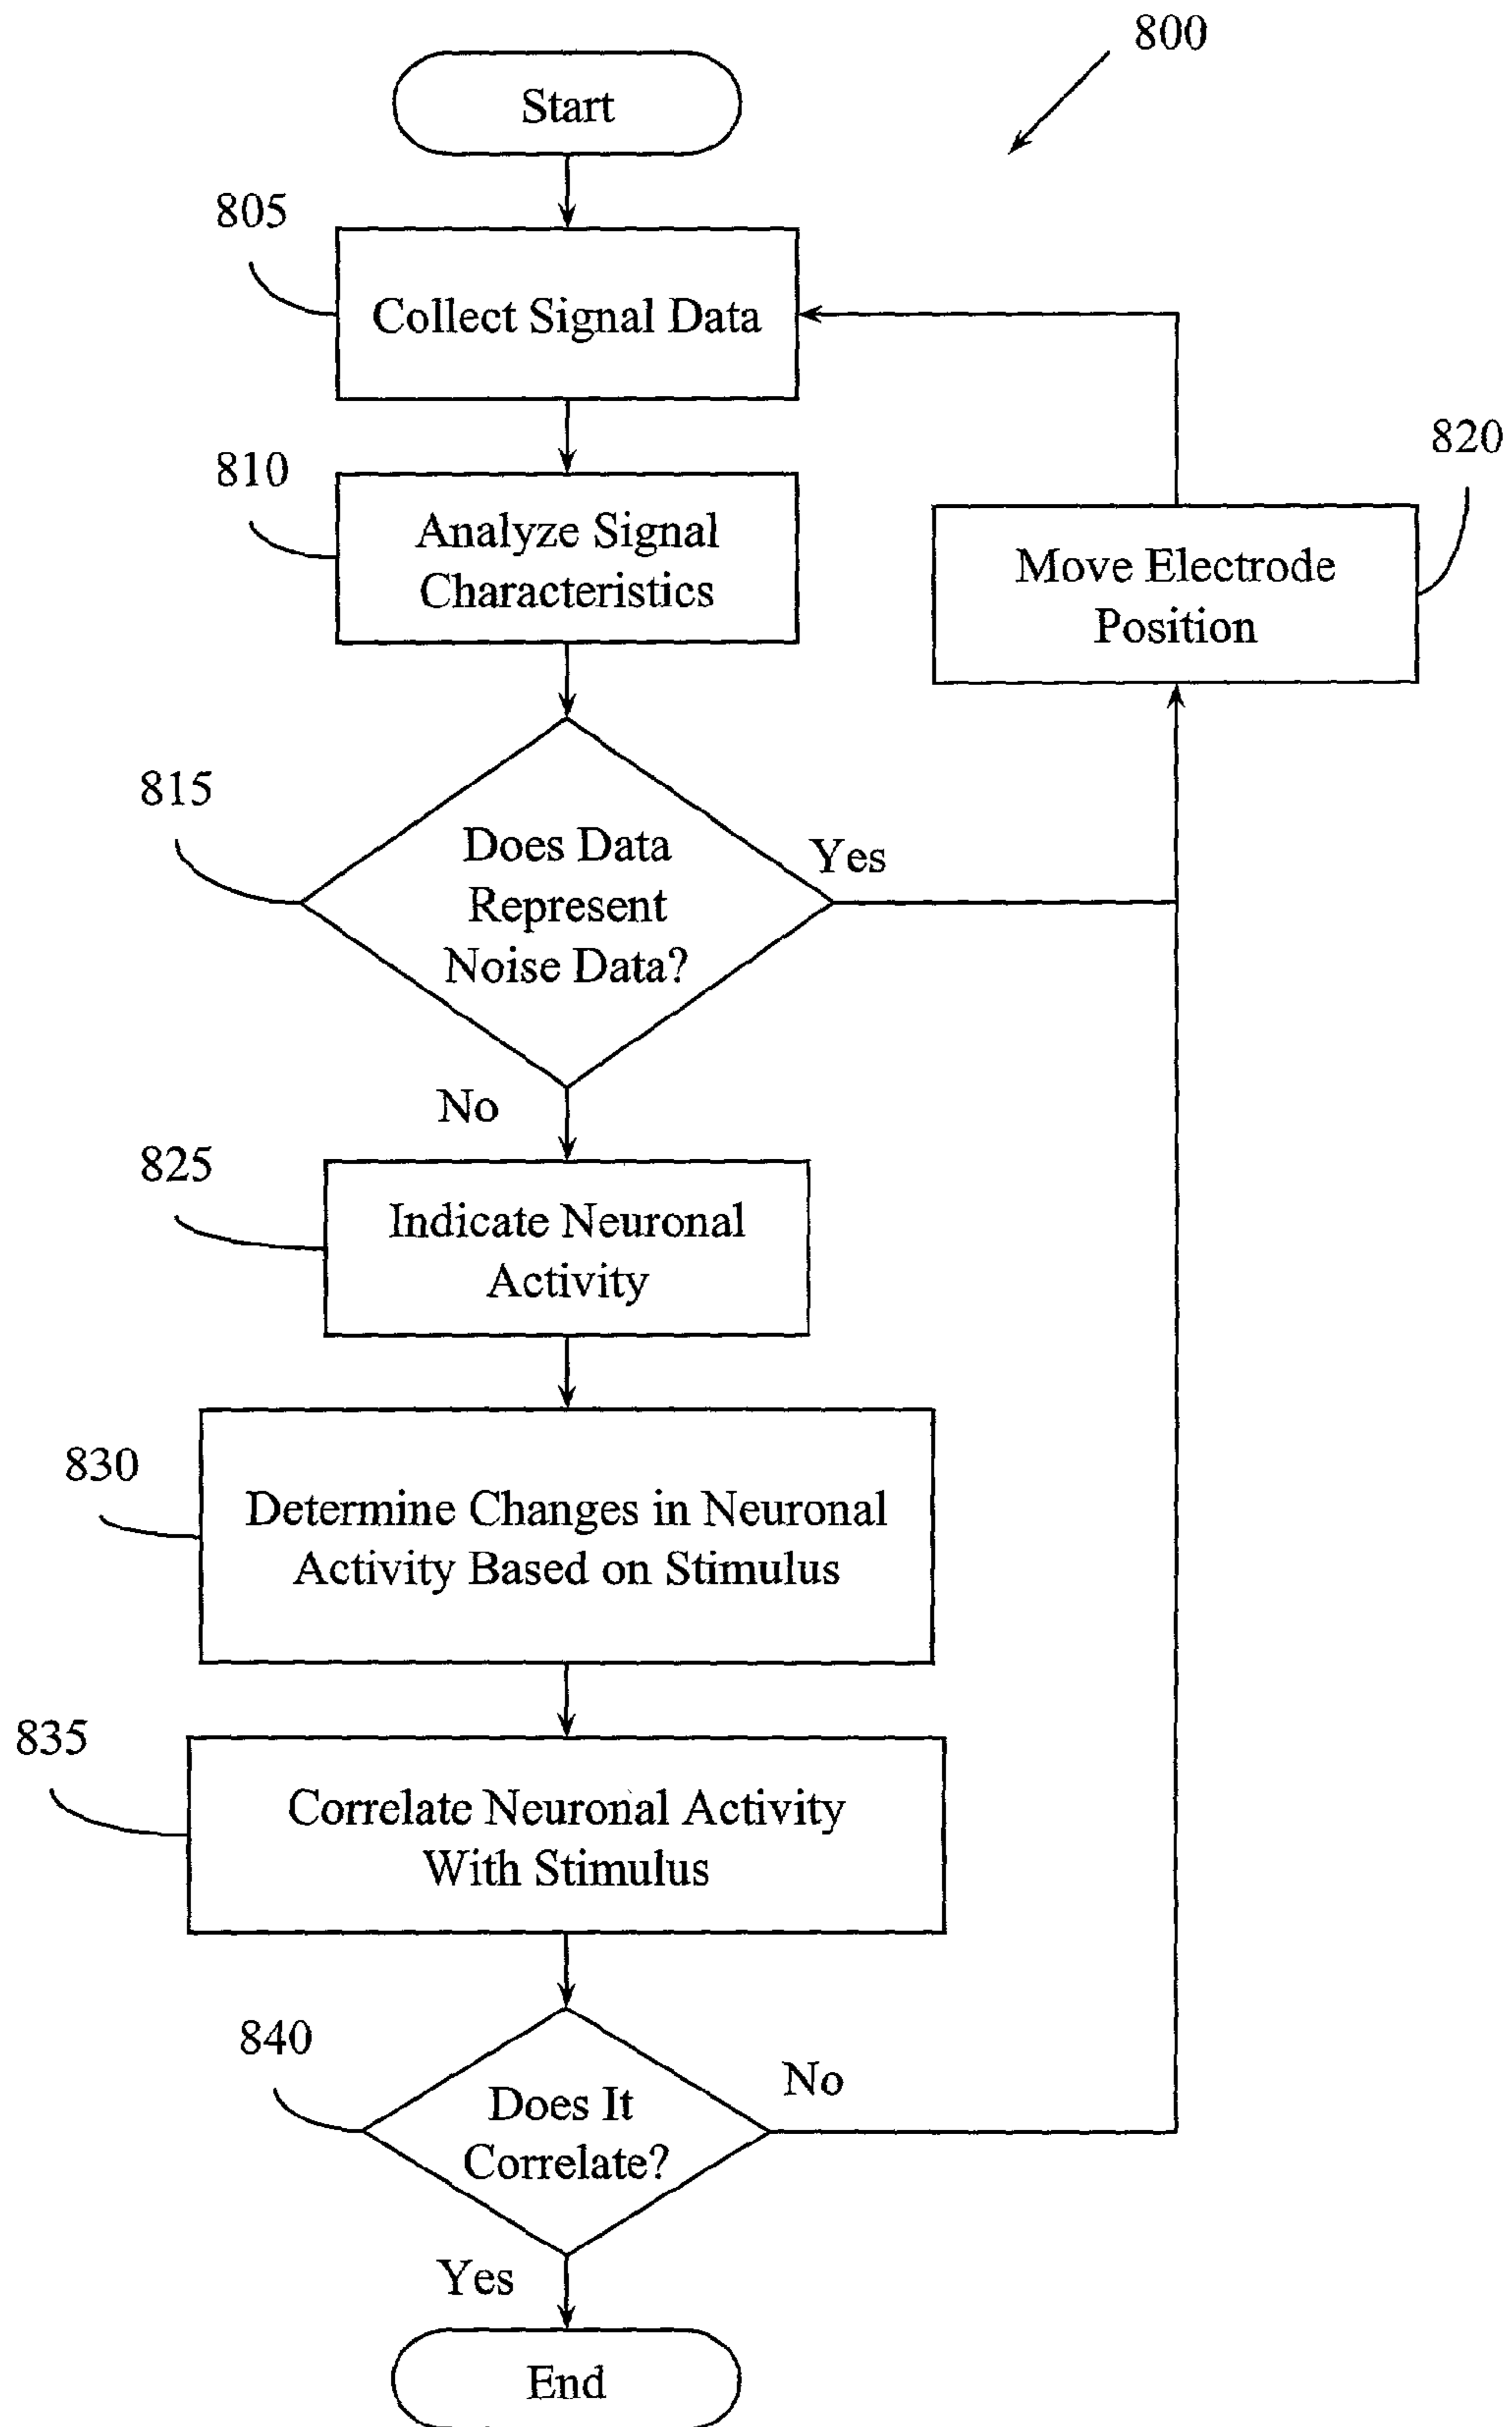 800
Start
805
Collect Signal Data
810
Analyze Signal
Characteristics
820
Move Electrode
Position
815
Does Data
Represent
Noise Data?
Yes
No
825
Indicate Neuronal
Activity
830
Determine Changes in Neuronal
Activity Based on Stimulus
835
Correlate Neuronal Activity
With Stimulus
840
Does It
Correlate?
No
Yes
End